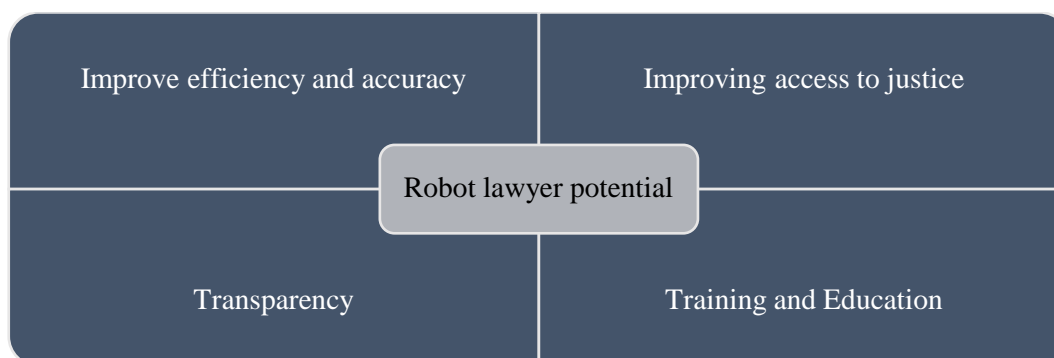 Improve efficiency and accuracy
Improving access to justice
Robot lawyer potential
Transparency
Training and Education